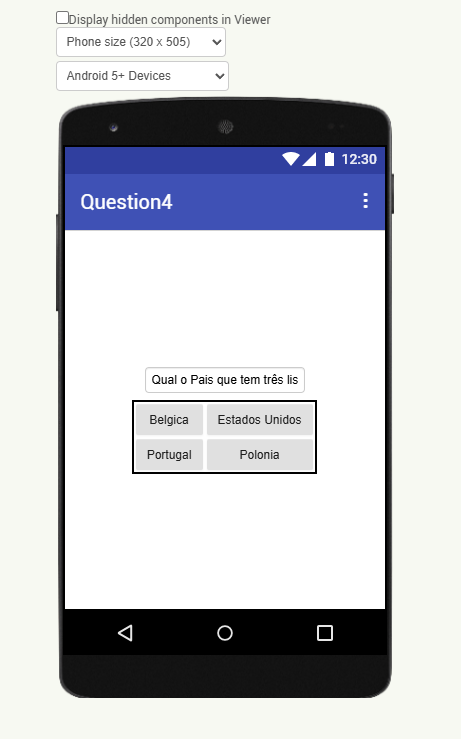 Display hidden components in Viewer
Phone size (320 x 505)
Android 5+ Devices
12:30
Question4
Qual o Pais que tem três lis
Belgica Estados Unidos
Portugal Polonia